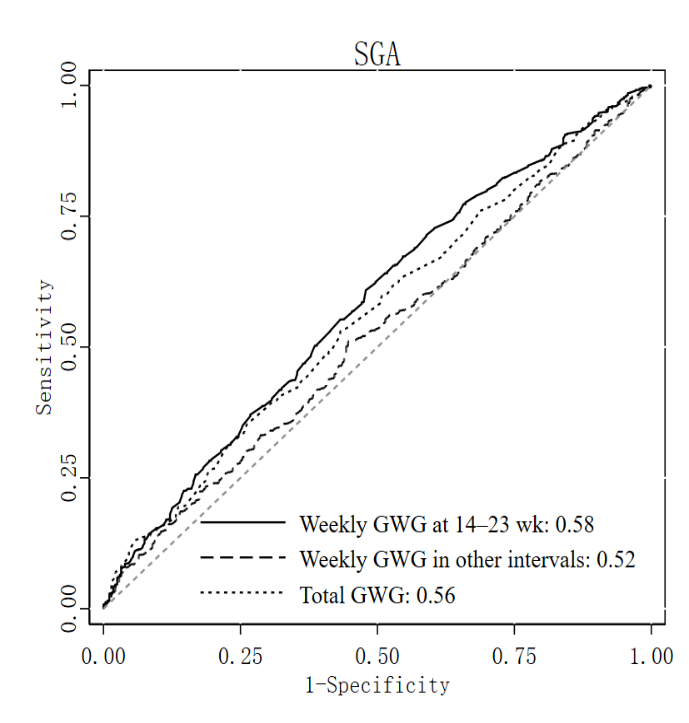 SGA
1.00
0.75
0.50
0.25
0.00
Sensitivity
Weekly GWG at 14–23 wk: 0.58
Weekly GWG in other intervals: 0.52
Total GWG: 0.56
0.00 0.25 0.50 0.75 1.00
1-Specificity